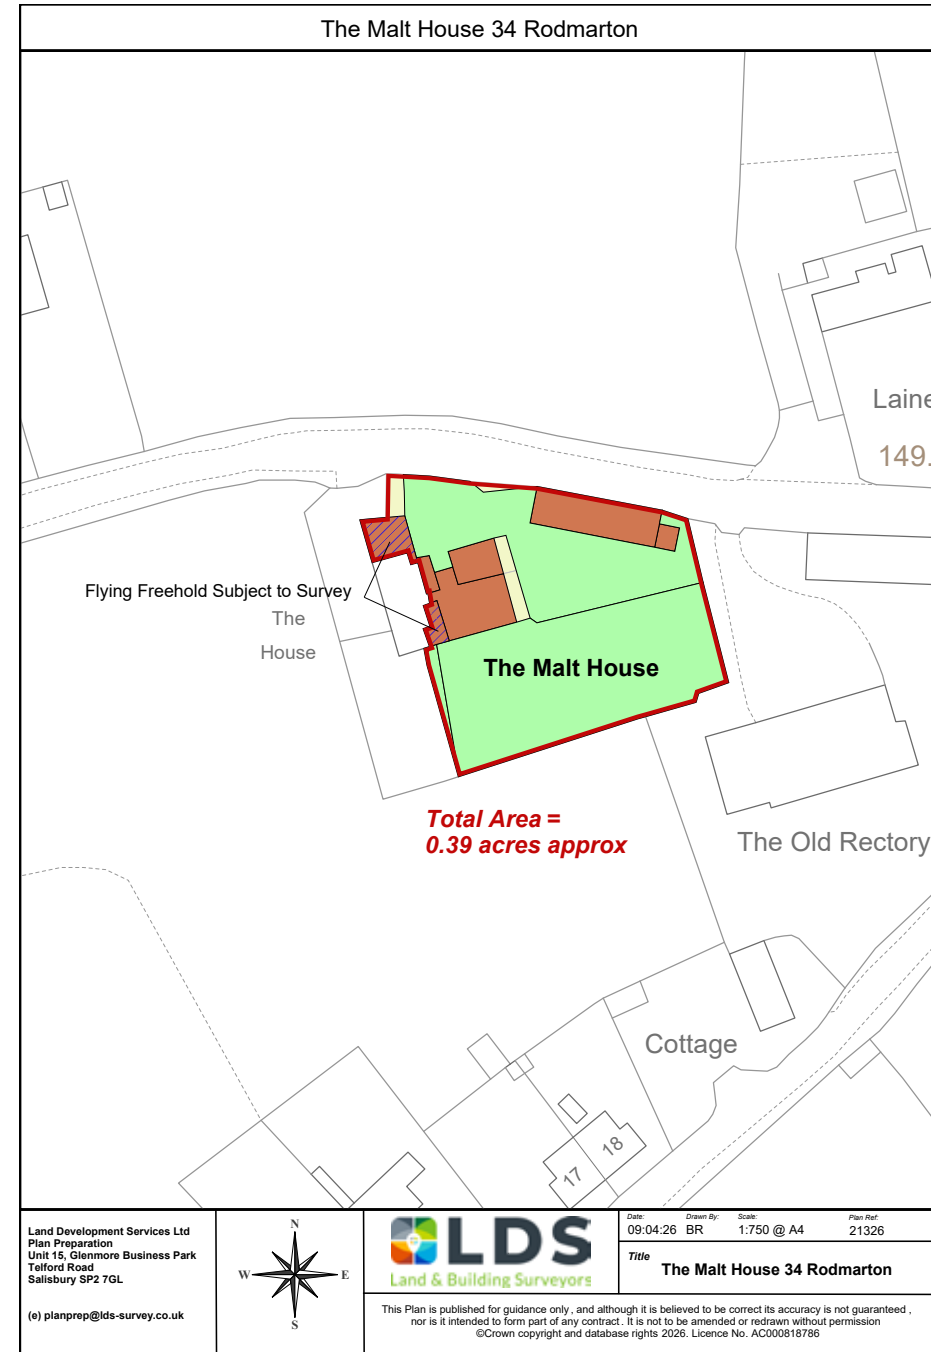 The Malt House 34 Rodmarton
Laine
149.
Flying Freehold Subject to Survey
The
House
The Malt House
Total Area =
0.39 acres approx
The Old Rectory
Cottage
17
18
Land Development Services Ltd
Plan Preparation
Unit 15, Glenmore Business Park
Telford Road
Salisbury SP2 7GL
(e) planprep@lds-survey.co.uk
N
W E
S
LDS
Land & Building Surveyors
Date: Drawn By: Scale: Plan Ref:
09:04:26 BR 1:750 @ A4 21326
Title
The Malt House 34 Rodmarton
This Plan is published for guidance only, and although it is believed to be correct its accuracy is not guaranteed,
nor is it intended to form part of any contract. It is not to be amended or redrawn without permission
©Crown copyright and database rights 2026. Licence No. AC000818786